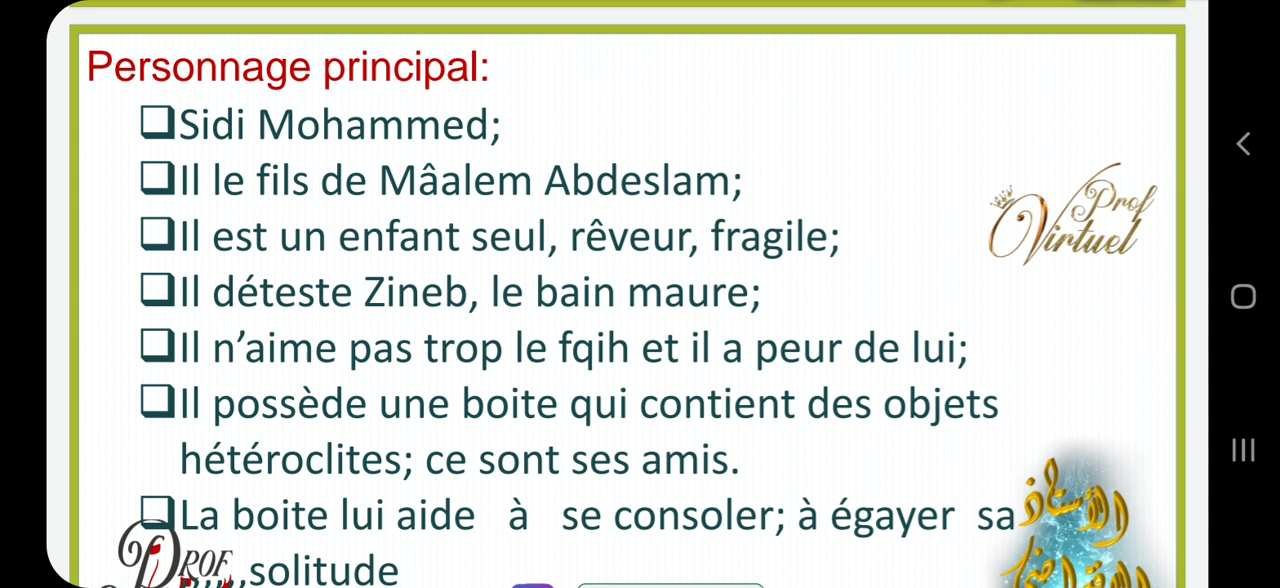 Personnage principal:
❑Sidi Mohammed;
❑Il le fils de Mâalem Abdeslam;
❑Il est un enfant seul, rêveur, fragile;
❑Il déteste Zineb, le bain maure;
❑Il n’aime pas trop le fqih et il a peur de lui;
❑Il possède une boite qui contient des objets
hétéroclites; ce sont ses amis.
❑La boite lui aide à se consoler; à égayer sa
solitude
Prof
Virtuel
الأستاذ
PROF